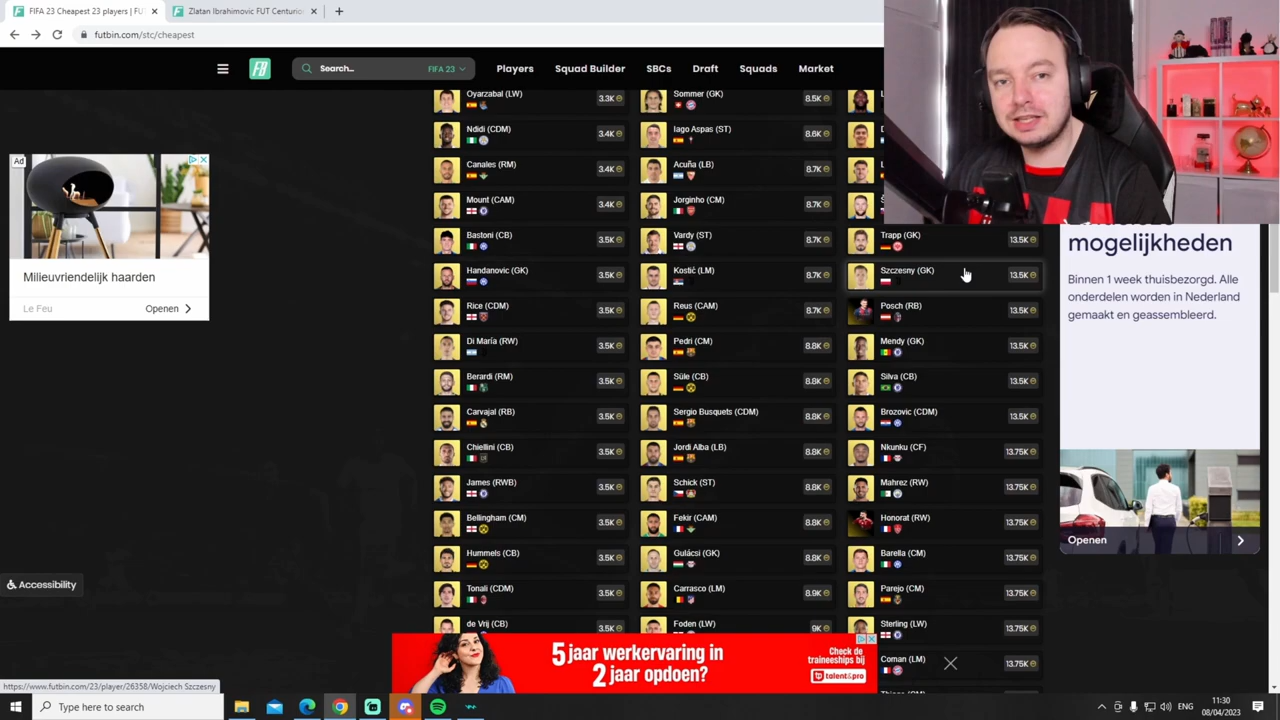 FIFA 23 Cheapest 23 players | FUT
Zlatan Ibrahimovic FUT Centurio
futbin.com/stc/cheapest
Search...
FIFA 23
Players
Squad Builder
SBCs
Draft
Squads
Market
Oyarzabal (LW)
3.3K
Sommer (GK)
8.5K
Ndidi (CDM)
3.4K
Iago Aspas (ST)
8.6K
Canales (RM)
3.4K
Acuña (LB)
8.7K
Mount (CAM)
3.4K
Jorginho (CM)
8.7K
Bastoni (CB)
3.5K
Vardy (ST)
8.7K
Trapp (GK)
13.5K
Handanovic (GK)
3.5K
Kostić (LM)
8.7K
Szczesny (GK)
13.5K
Rice (CDM)
3.5K
Reus (CAM)
8.7K
Posch (RB)
13.5K
Di María (RW)
3.5K
Pedri (CM)
8.8K
Mendy (GK)
13.5K
Berardi (RM)
3.5K
Süle (CB)
8.8K
Silva (CB)
13.5K
Carvajal (RB)
3.5K
Sergio Busquets (CDM)
8.8K
Brozovic (CDM)
13.5K
Chiellini (CB)
3.5K
Jordi Alba (LB)
8.8K
Nkunku (CF)
13.75K
James (RWB)
3.5K
Schick (ST)
8.8K
Mahrez (RW)
13.75K
Bellingham (CM)
3.5K
Fekir (CAM)
8.8K
Honorat (RW)
13.75K
Hummels (CB)
3.5K
Gulácsi (GK)
8.8K
Barella (CM)
13.75K
Tonali (CDM)
3.5K
Carrasco (LM)
8.9K
Parejo (CM)
13.75K
de Vrij (CB)
3.5K
Foden (LW)
9K
Sterling (LW)
13.75K
Coman (LM)
13.75K
Ad
Milieuvriendelijk haarden
Le Feu
Openen
mogelijkheden
Binnen 1 week thuisbezorgd. Alle
onderdelen worden in Nederland
gemaakt en geassembleerd.
Openen
Accessibility
5 jaar werkervaring in
2 jaar opdoen?
Check de
traineeships bij
talent&pro
https://www.futbin.com/23/player/26358/Wojciech Szczesny
Type here to search
ENG
11:30
08/04/2023